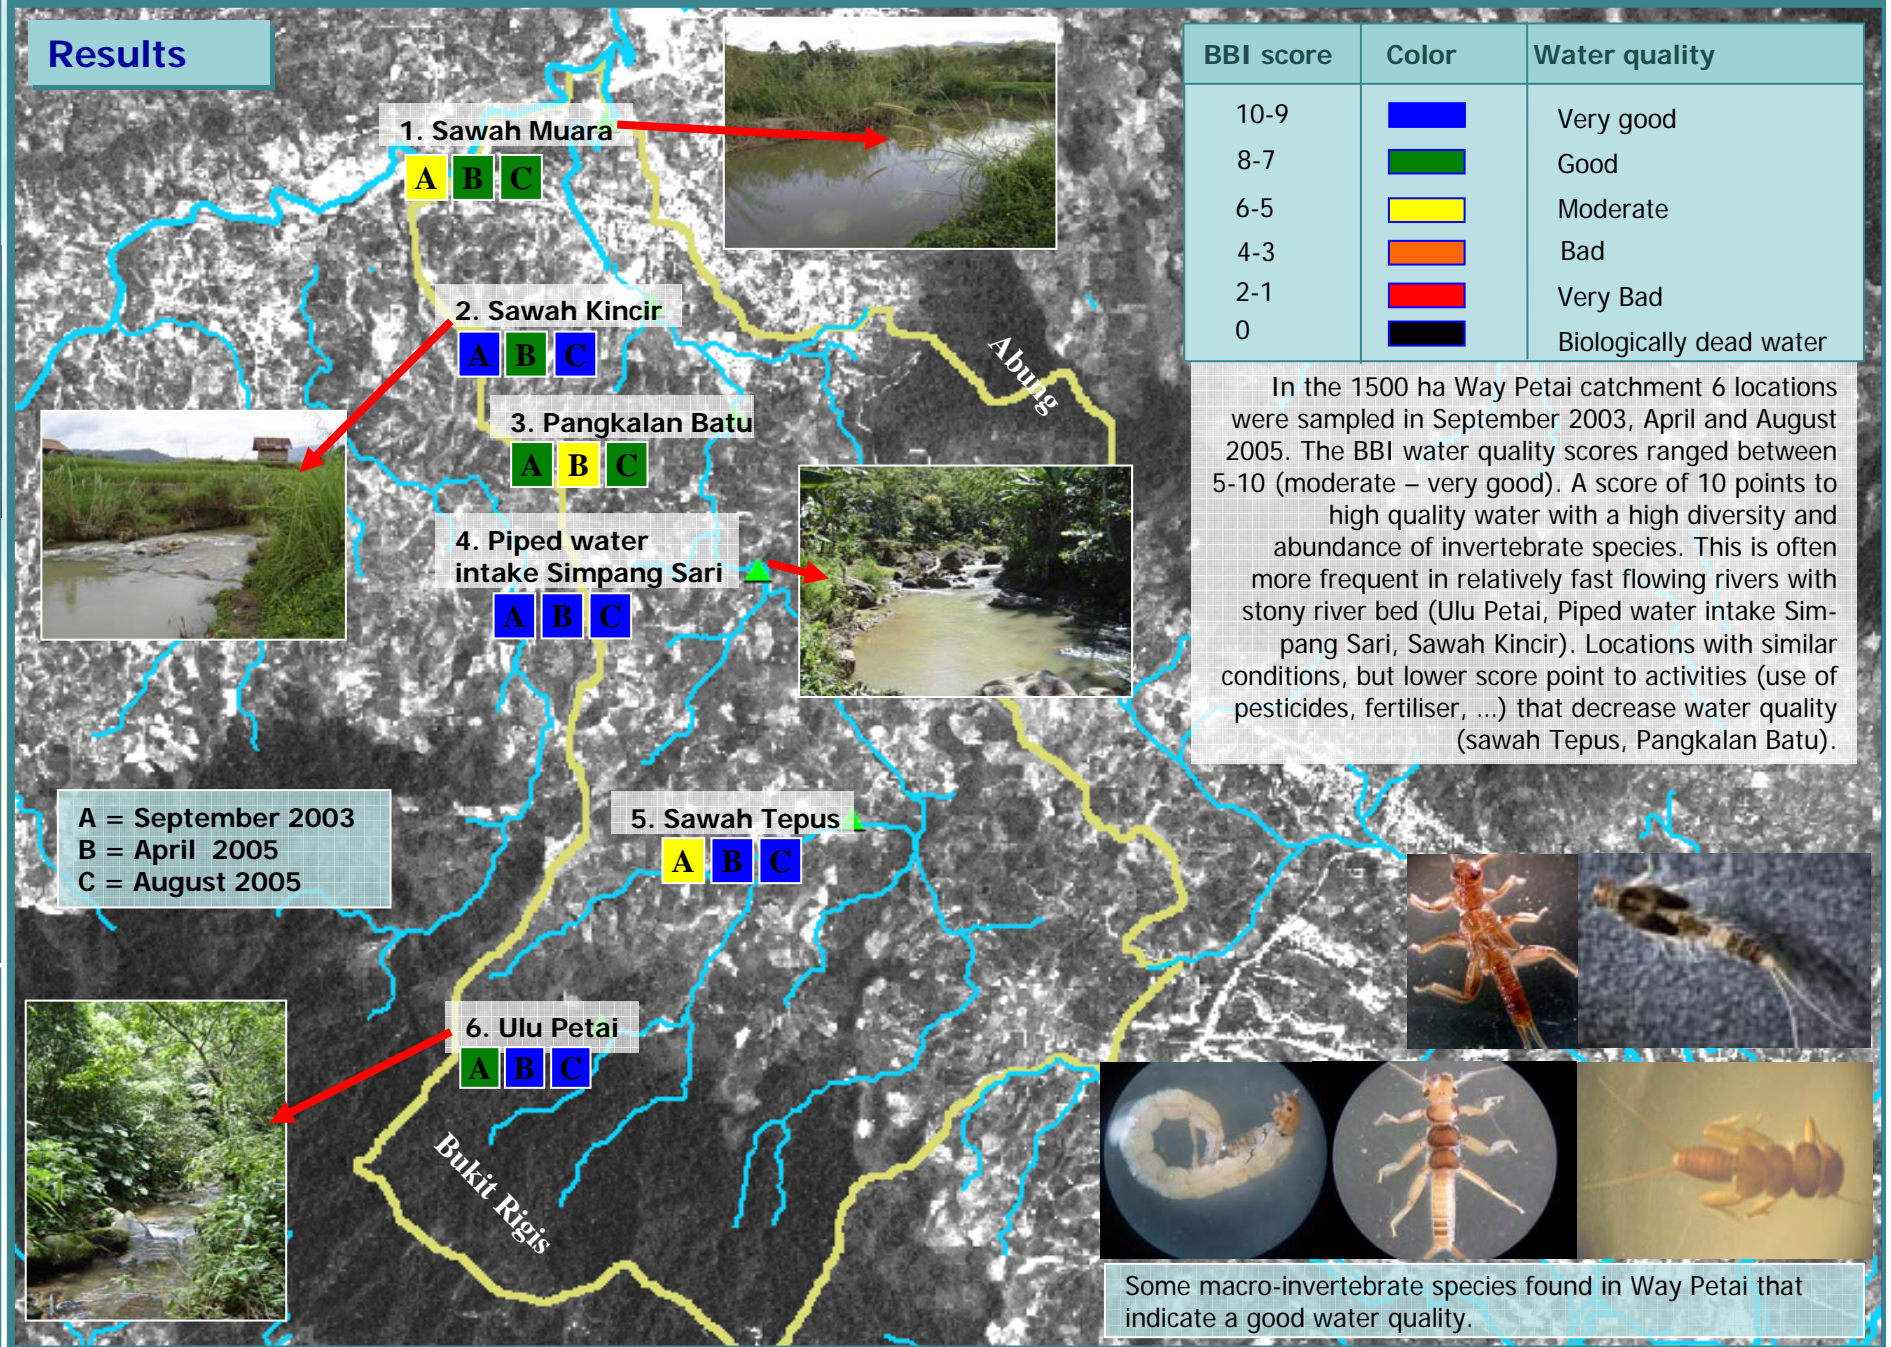 Results
1. Sawah Muara
A B C
2. Sawah Kincir
A B C
3. Pangkalan Batu
A B C
4. Piped water
intake Simpang Sari
A B C
5. Sawah Tepus
A B C
6. Ulu Petai
A B C
Abung
Bukit Rigis
A = September 2003
B = April 2005
C = August 2005
BBI score Color Water quality
10-9 Very good
8-7 Good
6-5 Moderate
4-3 Bad
2-1 Very Bad
0 Biologically dead water
In the 1500 ha Way Petai catchment 6 locations
were sampled in September 2003, April and August
2005. The BBI water quality scores ranged between
5-10 (moderate – very good). A score of 10 points to
high quality water with a high diversity and
abundance of invertebrate species. This is often
more frequent in relatively fast flowing rivers with
stony river bed (Ulu Petai, Piped water intake Sim-
pang Sari, Sawah Kincir). Locations with similar
conditions, but lower score point to activities (use of
pesticides, fertiliser, ...) that decrease water quality
(sawah Tepus, Pangkalan Batu).
Some macro-invertebrate species found in Way Petai that
indicate a good water quality.